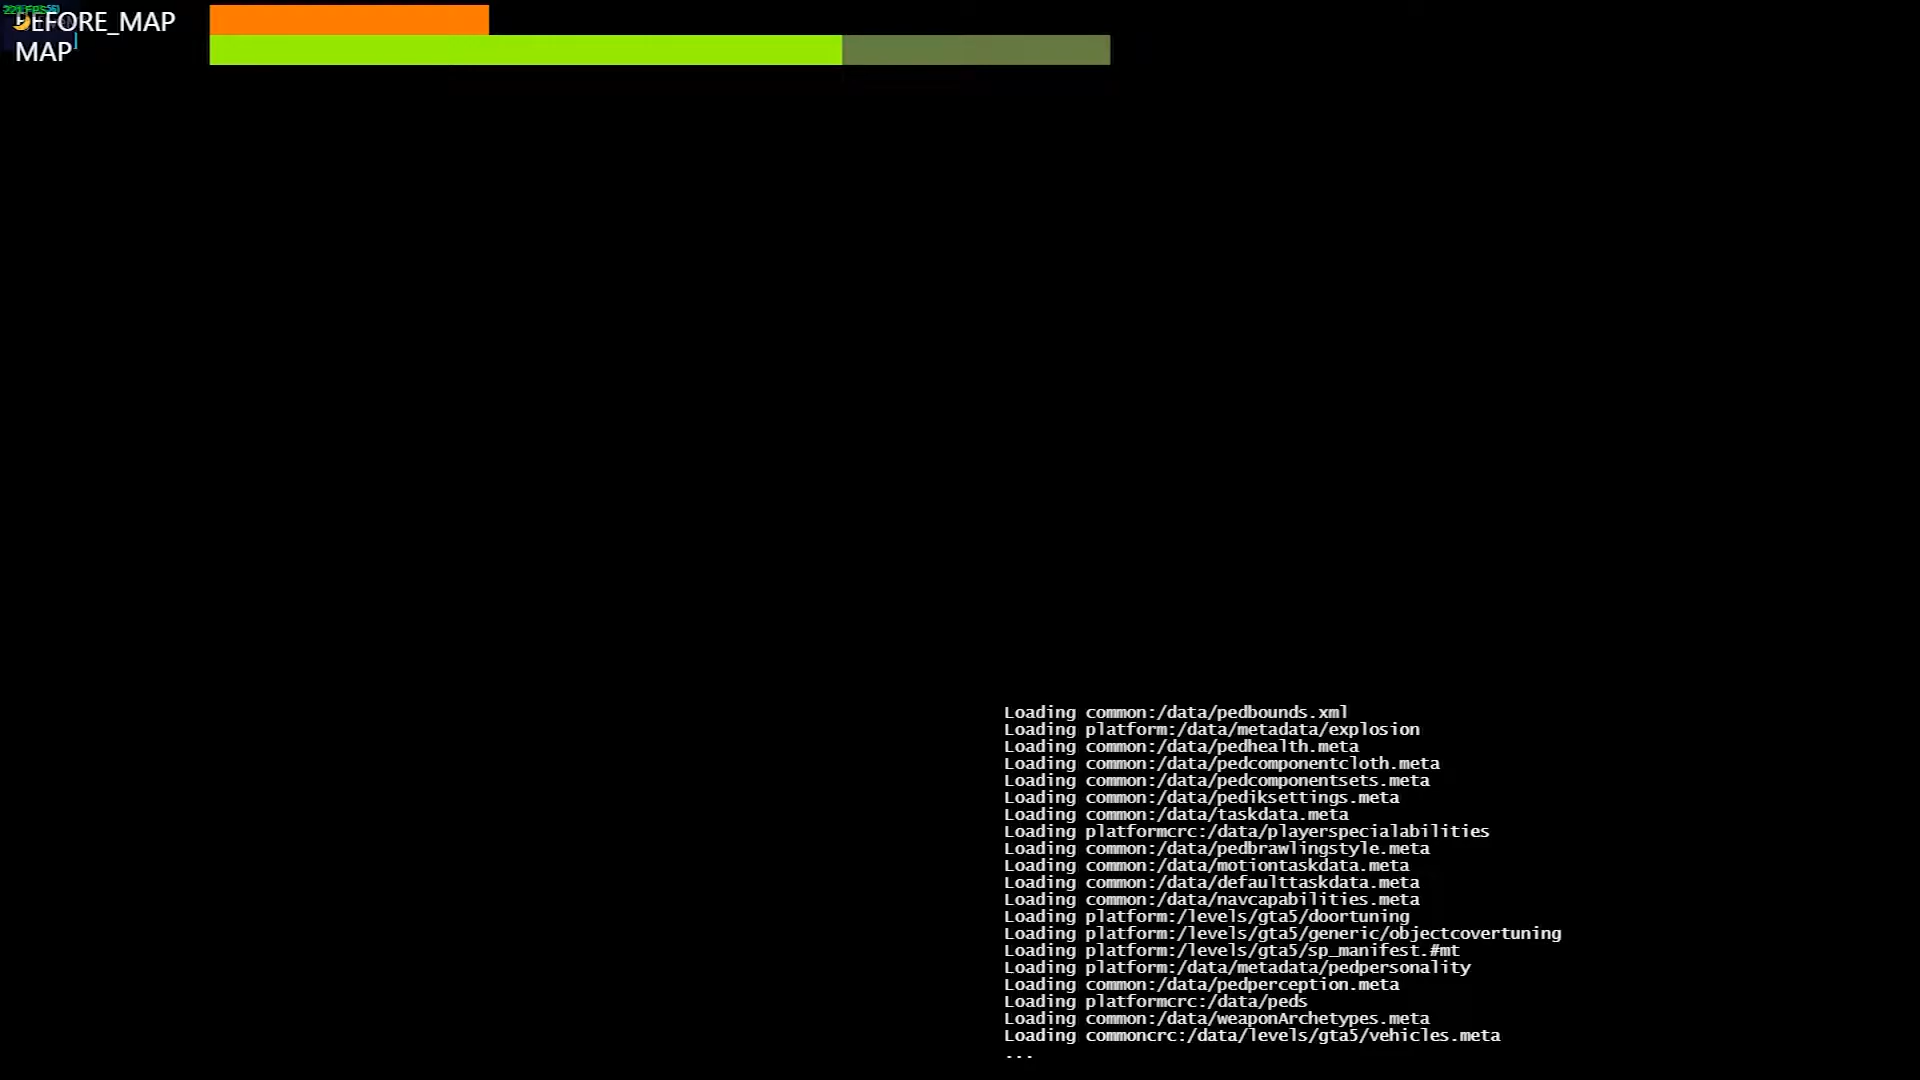 BEFORE_MAP
MAP
Loading common:/data/pedbounds.xml
Loading platform:/data/metadata/explosion
Loading common:/data/pedhealth.meta
Loading common:/data/pedcomponentcloth.meta
Loading common:/data/pedcomponentsets.meta
Loading common:/data/pediksettings.meta
Loading common:/data/taskdata.meta
Loading platformcrc:/data/playerspecialabilities
Loading common:/data/pedbrawlingstyle.meta
Loading common:/data/motiontaskdata.meta
Loading common:/data/defaulttaskdata.meta
Loading common:/data/navcapabilities.meta
Loading platform:/levels/gta5/doortuning
Loading platform:/levels/gta5/generic/objectcovertuning
Loading platform:/levels/gta5/sp_manifest.#mt
Loading platform:/data/metadata/pedpersonality
Loading common:/data/pedperception.meta
Loading platformcrc:/data/peds
Loading common:/data/weaponArchetypes.meta
Loading commoncrc:/data/levels/gta5/vehicles.meta
...